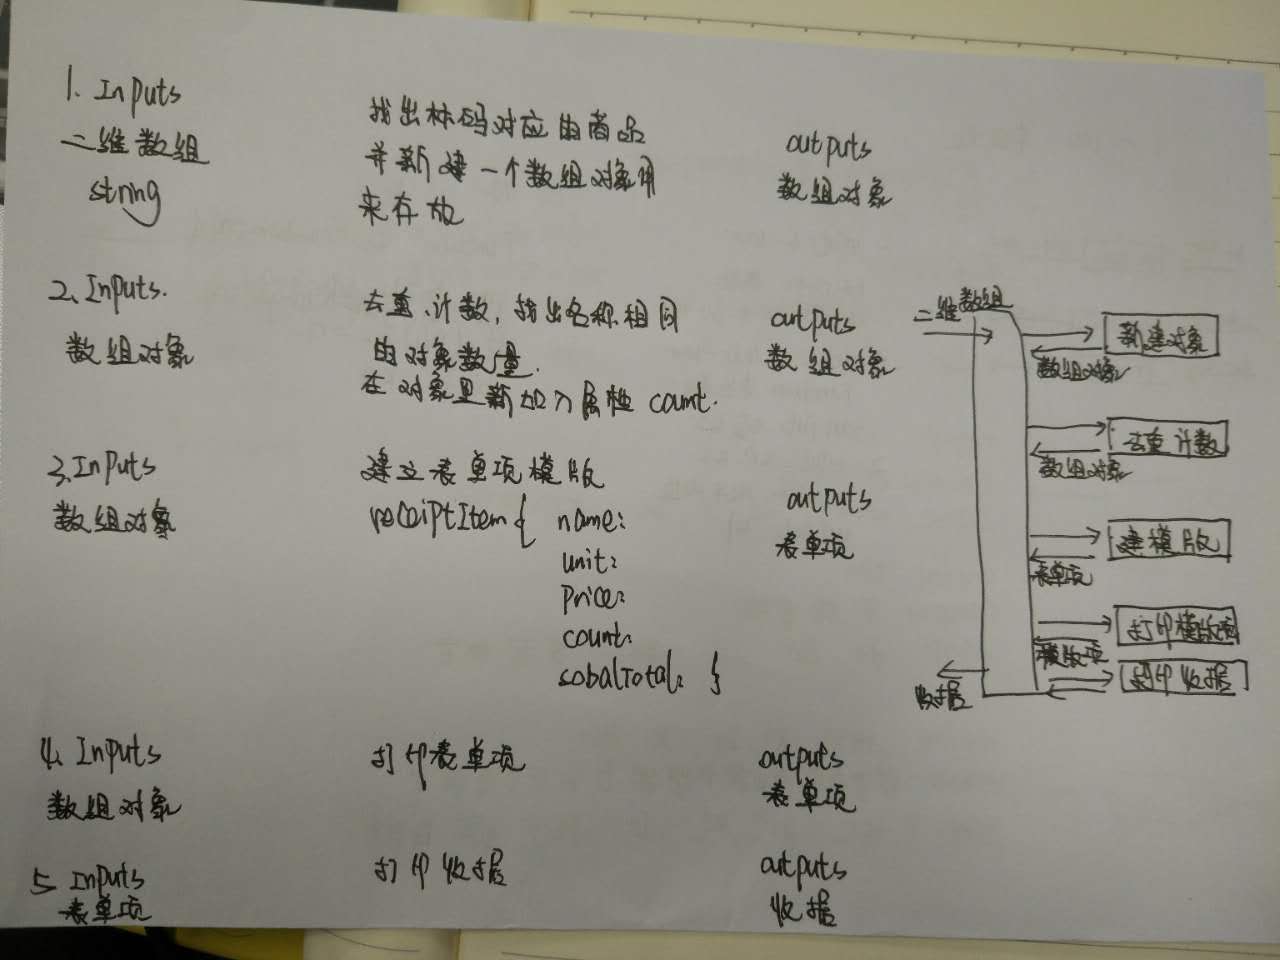 1. Inputs
二维数组
string
找出标码对应的商品
并新建一个数组对象用
来存放
outputs
数组对象
2、Inputs.
数组对象
去重、计数，找出名称相同
的对象数量.
在对象里新加入属性 count.
outputs
数组对象
3、Inputs
数组对象
建立表单项模版
receiptItem{ name:
unit:
price:
count:
sobalTotal: }
outputs
表单项
4、Inputs
数组对象
打印表单项
outputs
表单项
5 Inputs
表单项
打印收据
outputs
收据
二维数组
新建对象
数组对象
去重计数
数组对象
建模版
表单项
打印模版项
模版项
打印收据
收据